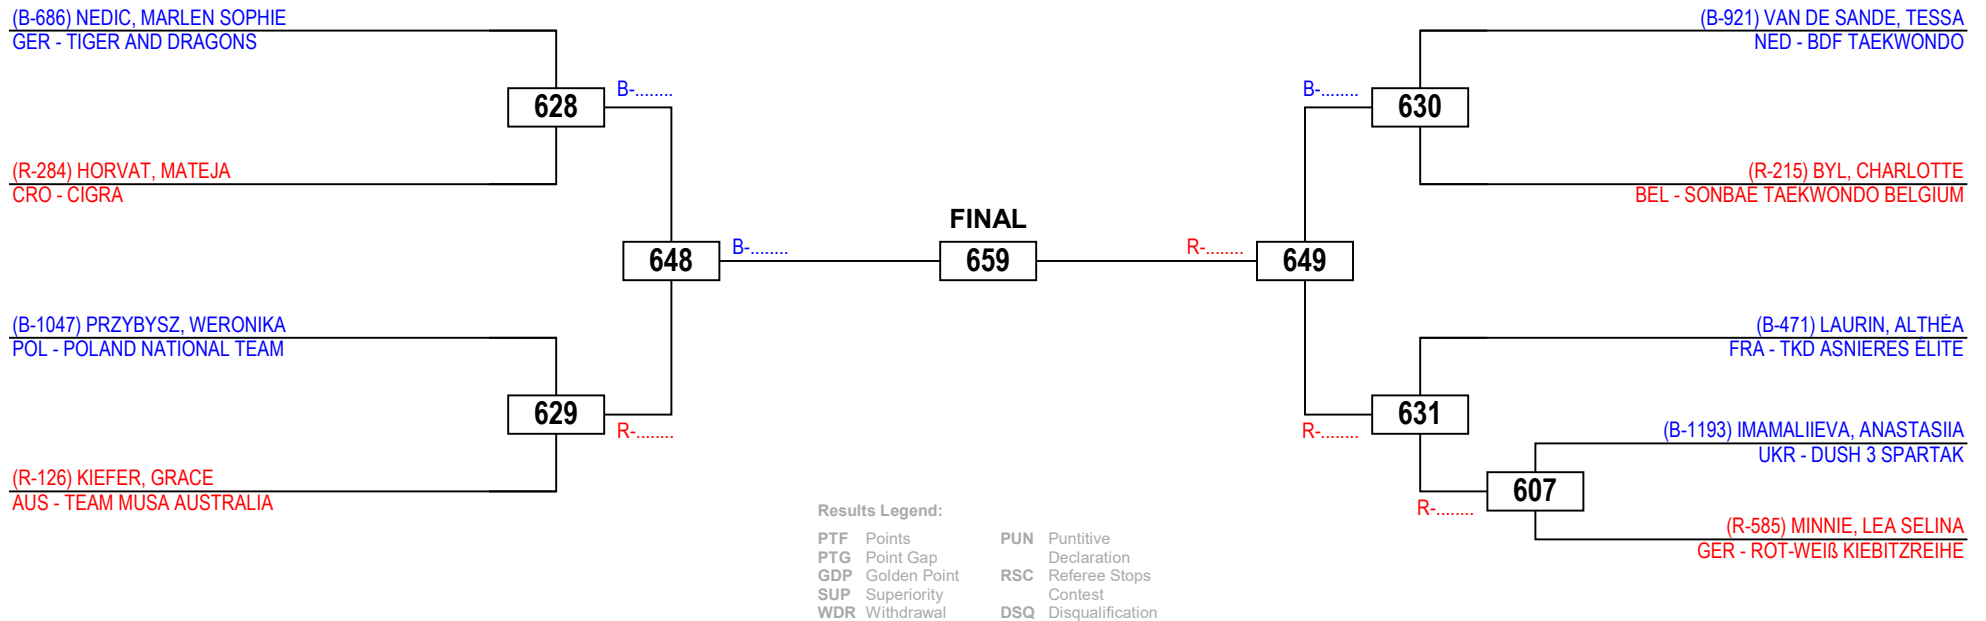 (B-686) NEDIC, MARLEN SOPHIE
GER - TIGER AND DRAGONS
628
B-........
(R-284) HORVAT, MATEJA
CRO - CIGRA
648
B-........
(B-1047) PRZYBYSZ, WERONIKA
POL - POLAND NATIONAL TEAM
629
R-........
(R-126) KIEFER, GRACE
AUS - TEAM MUSA AUSTRALIA
FINAL
659
(B-921) VAN DE SANDE, TESSA
NED - BDF TAEKWONDO
B-........
630
(R-215) BYL, CHARLOTTE
BEL - SONBAE TAEKWONDO BELGIUM
R-........
649
(B-471) LAURIN, ALTHÉA
FRA - TKD ASNIERES ÉLITE
631
R-........
(B-1193) IMAMALIIEVA, ANASTASIIA
UKR - DUSH 3 SPARTAK
607
R-........
(R-585) MINNIE, LEA SELINA
GER - ROT-WEIß KIEBITZREIHE
Results Legend:
PTF Points
PTG Point Gap
GDP Golden Point
SUP Superiority
WDR Withdrawal
PUN Puntitive
Declaration
RSC Referee Stops
Contest
DSQ Disqualification